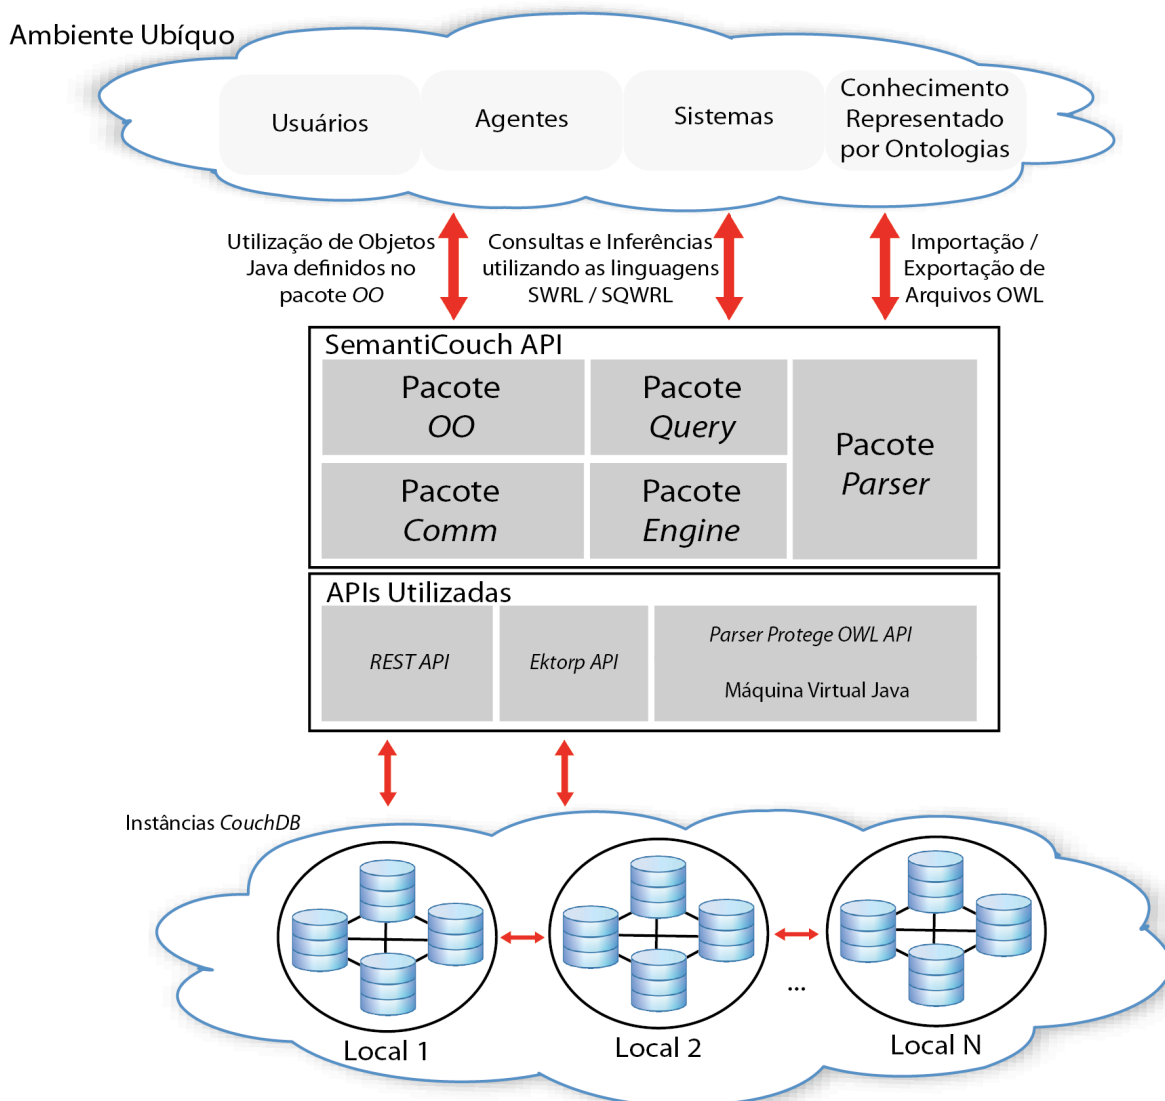 Ambiente Ubíquo
Usuários
Agentes
Sistemas
Conhecimento
Representado
por Ontologias
Utilização de Objetos
Java definidos no
pacote OO
Consultas e Inferências
utilizando as linguagens
SWRL / SQWRL
Importação /
Exportação de
Arquivos OWL
SemantiCouch API
Pacote
OO
Pacote
Query
Pacote
Parser
Pacote
Comm
Pacote
Engine
APIs Utilizadas
REST API
Ektorp API
Parser Protege OWL API
Máquina Virtual Java
Instâncias CouchDB
...
Local 1
Local 2
Local N